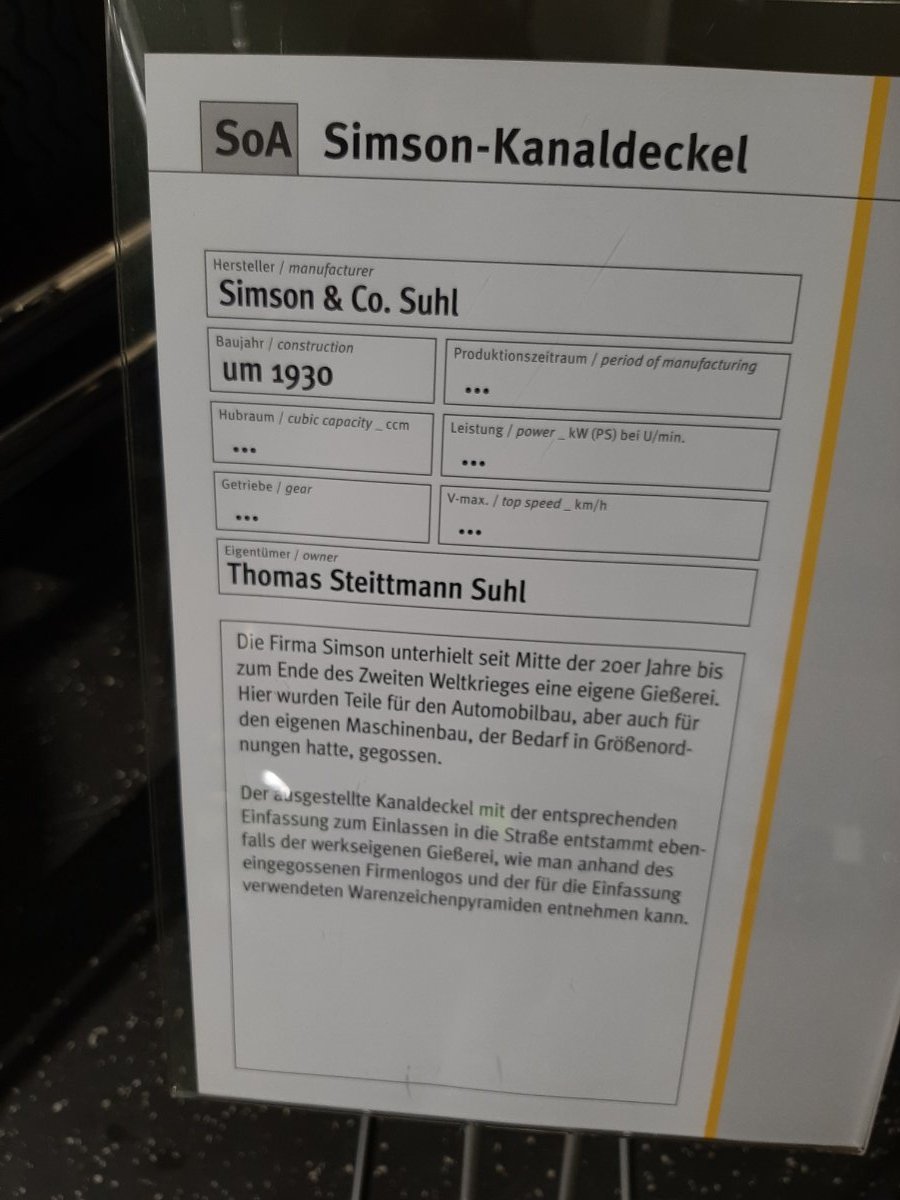 SoA Simson-Kanaldeckel
Hersteller / manufacturer
Simson & Co. Suhl
Baujahr / construction
um 1930
Produktionszeitraum / period of manufacturing
...
Hubraum / cubic capacity _ ccm
...
Leistung / power _ kW (PS) bei U/min.
...
Getriebe / gear
...
V-max. / top speed _ km/h
...
Eigentümer / owner
Thomas Steittmann Suhl
Die Firma Simson unterhielt seit Mitte der 20er Jahre bis
zum Ende des Zweiten Weltkrieges eine eigene Gießerei.
Hier wurden Teile für den Automobilbau, aber auch für
den eigenen Maschinenbau, der Bedarf in Größenord-
nungen hatte, gegossen.
Der ausgestellte Kanaldeckel mit der entsprechenden
Einfassung zum Einlassen in die Straße entstammt eben-
falls der werkseigenen Gießerei, wie man anhand des
eingegossenen Firmenlogos und der für die Einfassung
verwendeten Warenzeichenpyramiden entnehmen kann.